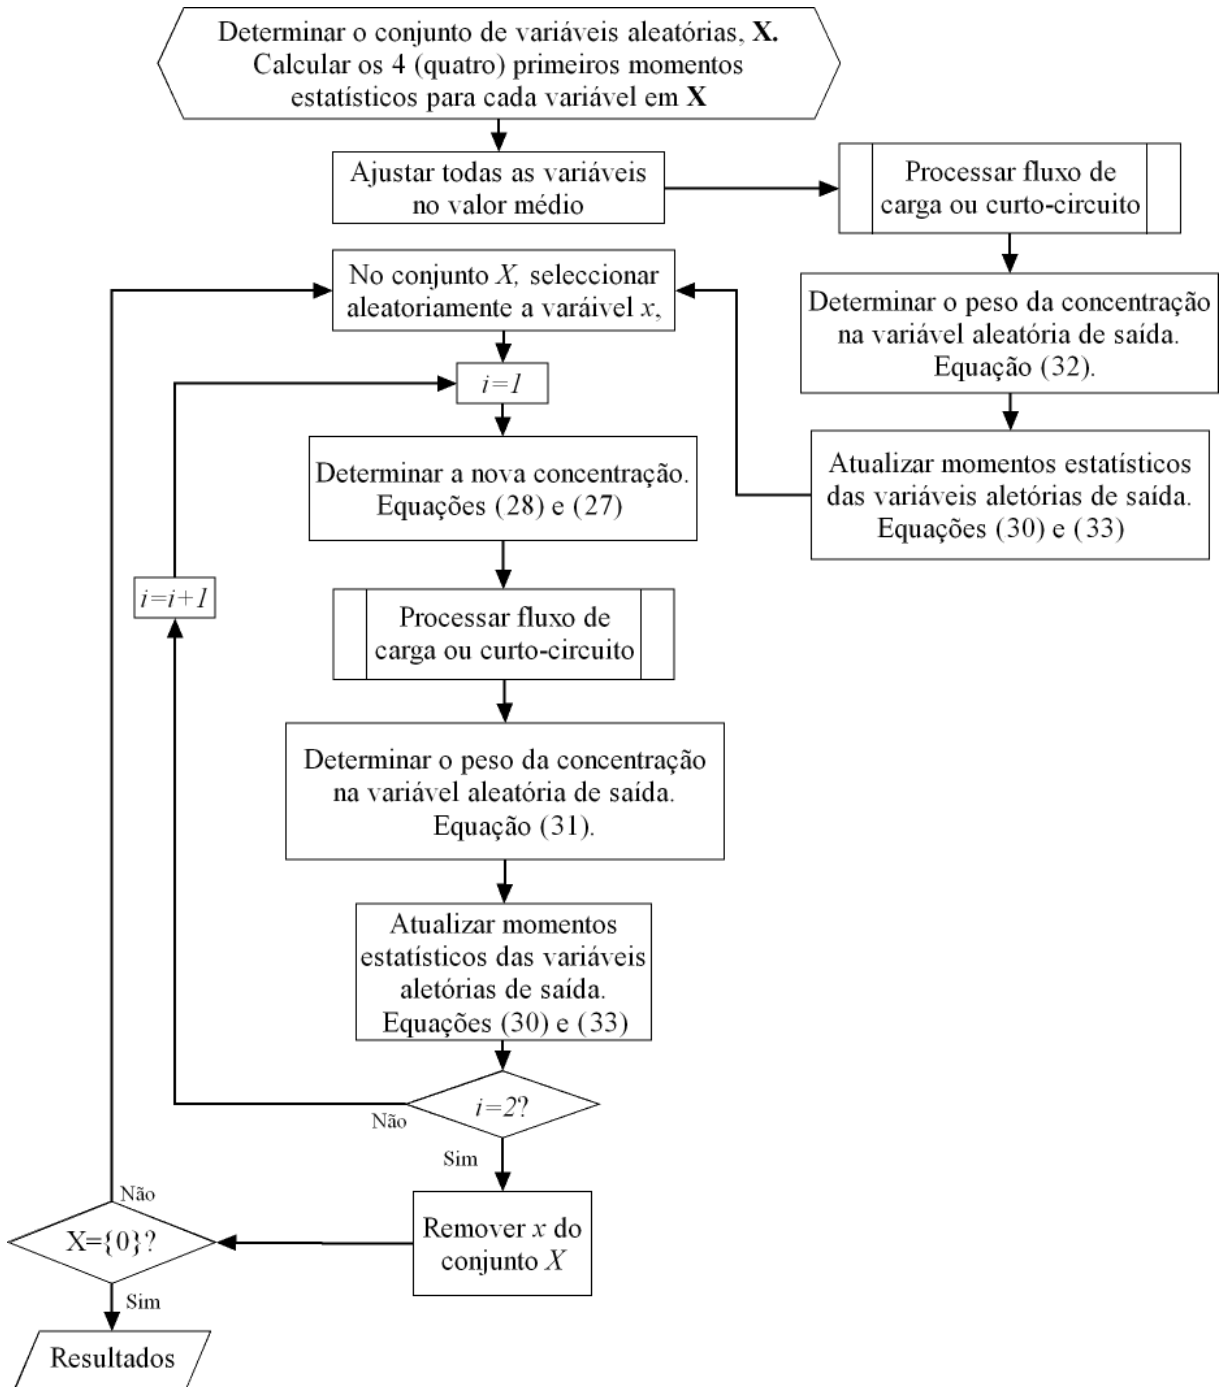 Determinar o conjunto de variáveis aleatórias, X.
Calcular os 4 (quatro) primeiros momentos
estatísticos para cada variável em X
Ajustar todas as variáveis
no valor médio
Processar fluxo de
carga ou curto-circuito
Determinar o peso da concentração
na variável aleatória de saída.
Equação (32).
Atualizar momentos estatísticos
das variáveis aletórias de saída.
Equações (30) e (33)
No conjunto X, seleccionar
aleatoriamente a varáivel x,
i=1
Determinar a nova concentração.
Equações (28) e (27)
i=i+1
Processar fluxo de
carga ou curto-circuito
Determinar o peso da concentração
na variável aleatória de saída.
Equação (31).
Atualizar momentos
estatísticos das variáveis
aletórias de saída.
Equações (30) e (33)
i=2?
Não
Sim
Remover x do
conjunto X
Não
X={0}?
Sim
Resultados